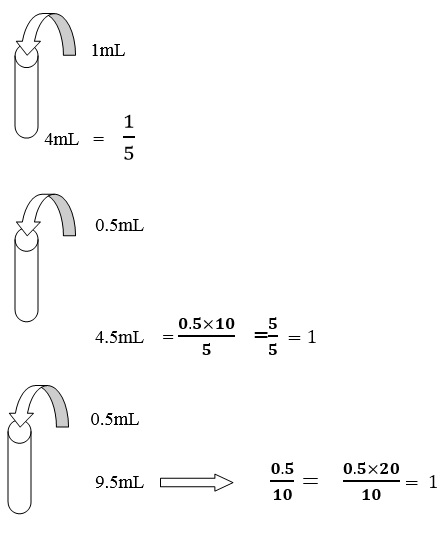 1mL
4mL = 1/5
0.5mL
4.5mL = 0.5×10/5 = 5/5 = 1
0.5mL
9.5mL 0.5/10 = 0.5×20/10 = 1